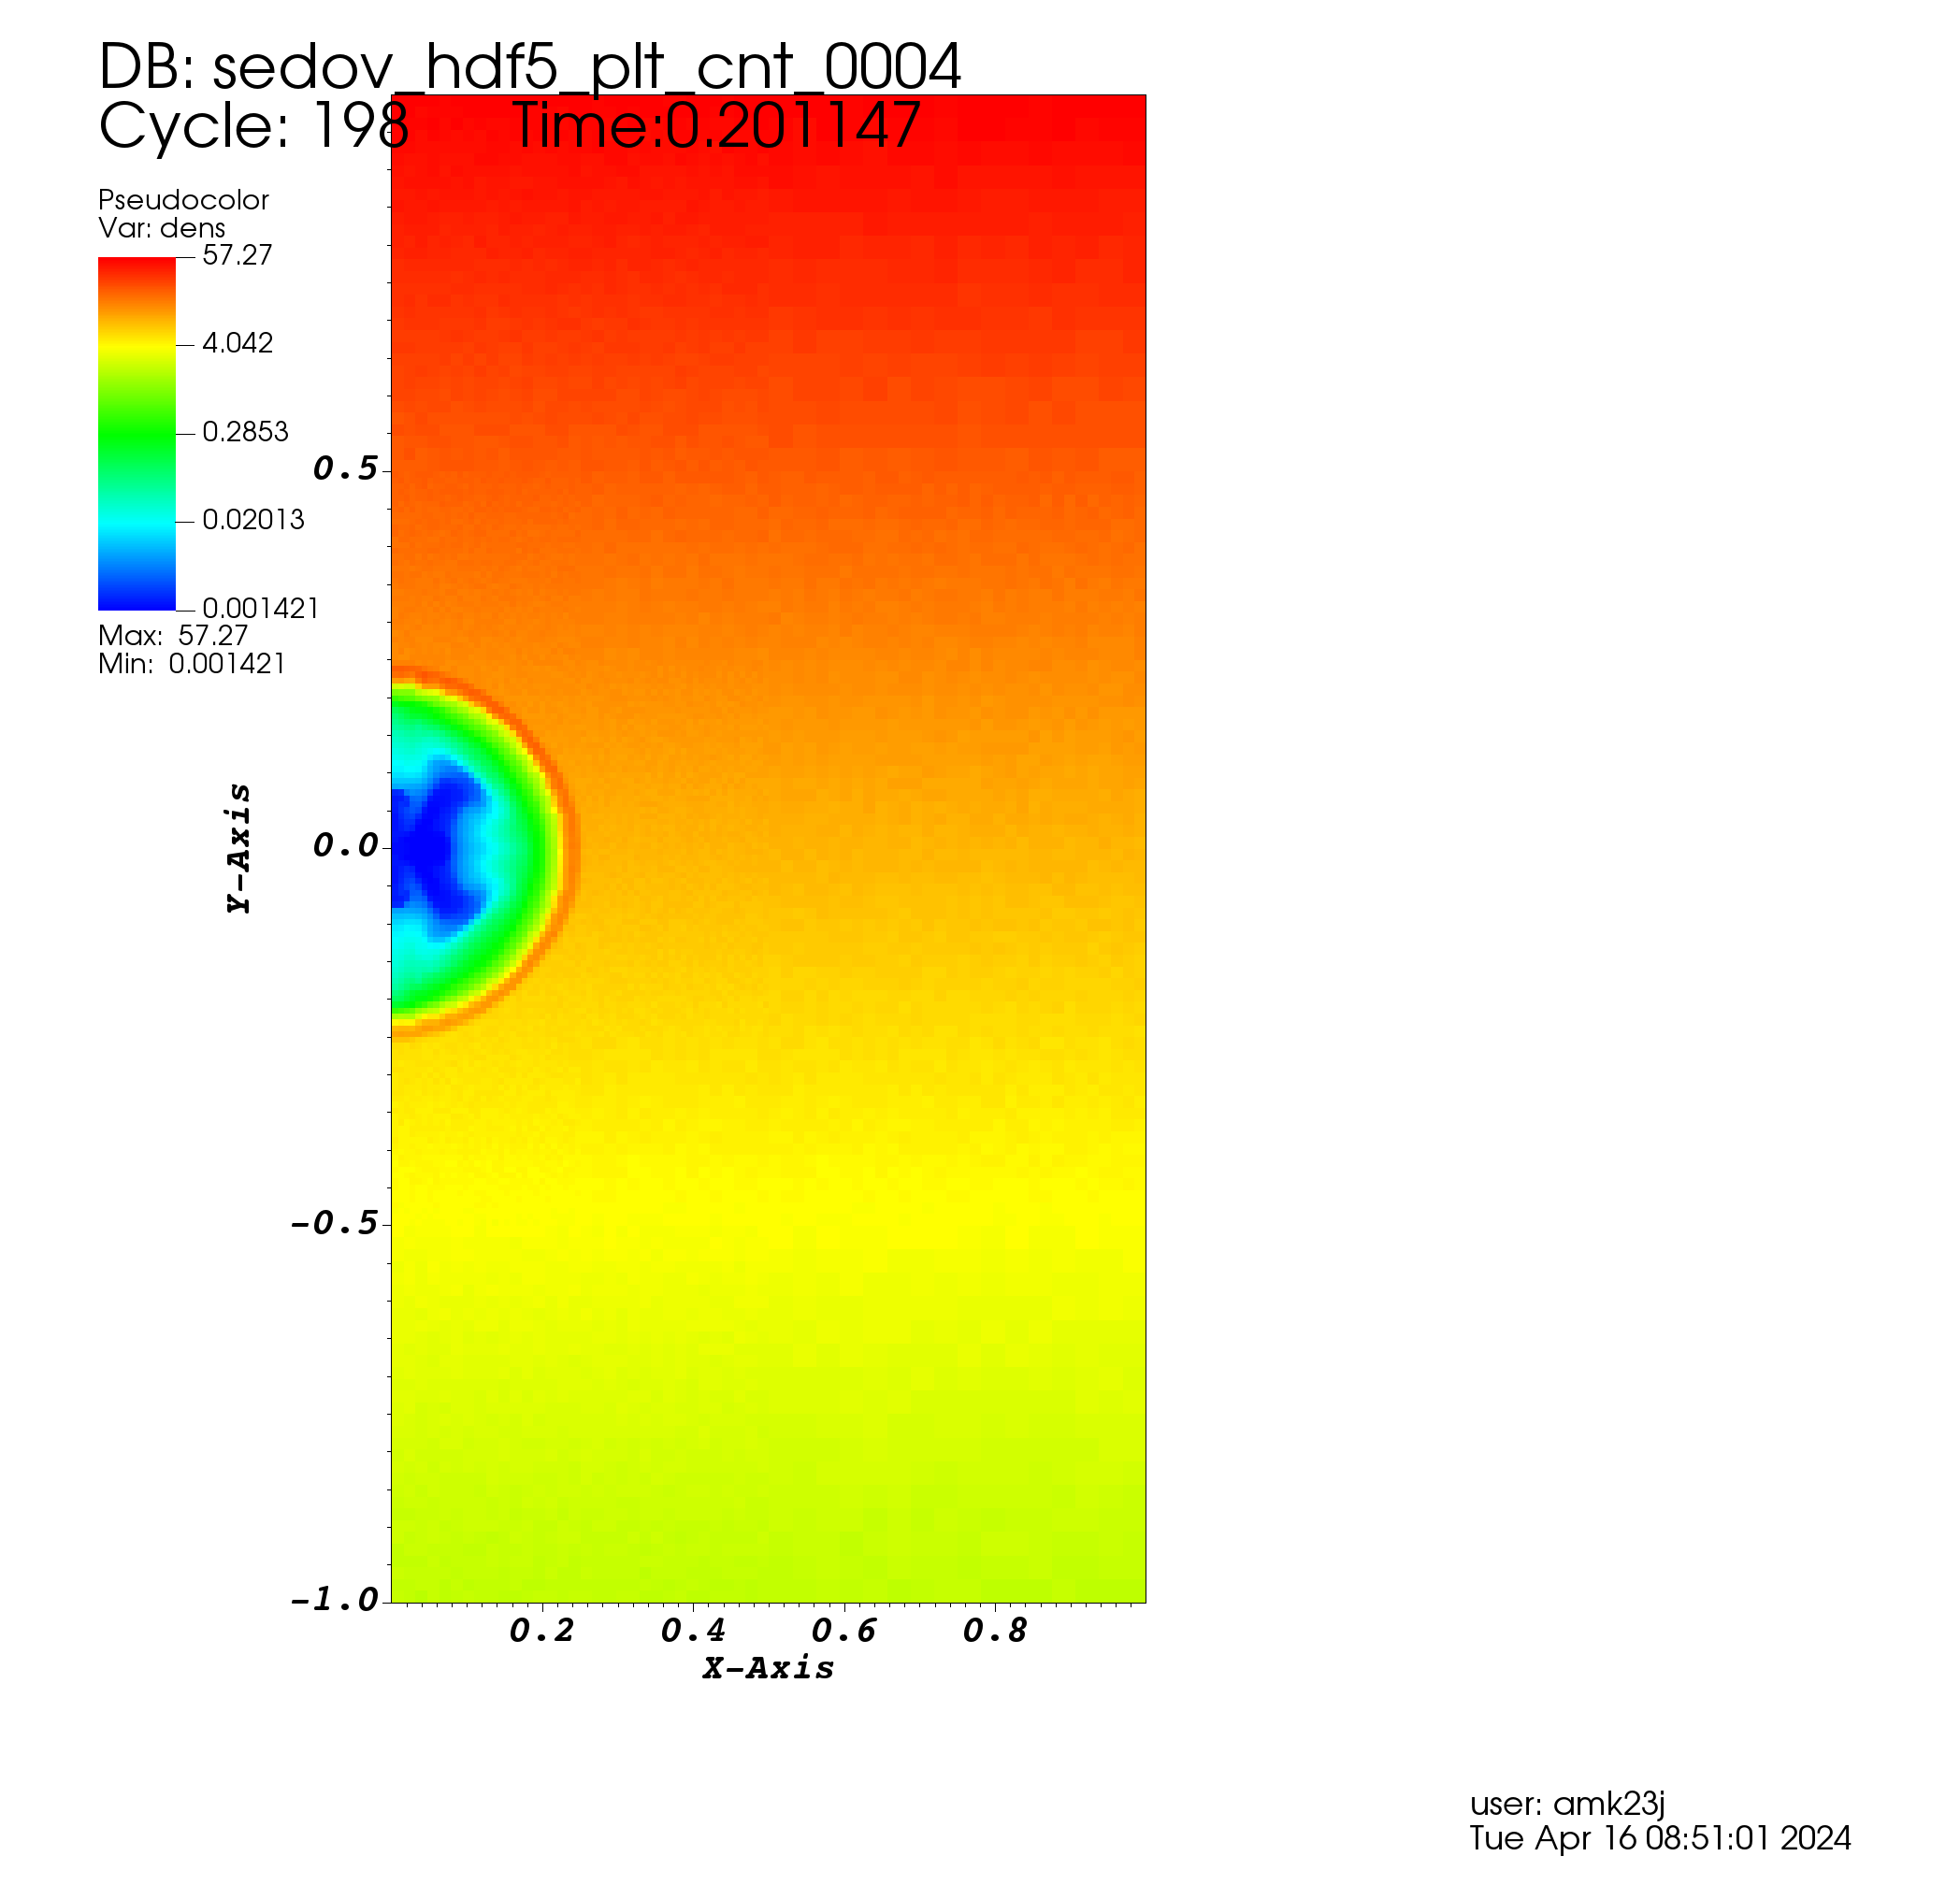 DB: sedov_hdf5_plt_cnt_0004
Cycle: 198 Time:0.201147
Pseudocolor
Var: dens
57.27
4.042
0.2853
0.02013
0.001421
Max: 57.27
Min: 0.001421
0.5
0.0
-0.5
-1.0
Y-Axis
0.2 0.4 0.6 0.8
X-Axis
user: amk23j
Tue Apr 16 08:51:01 2024